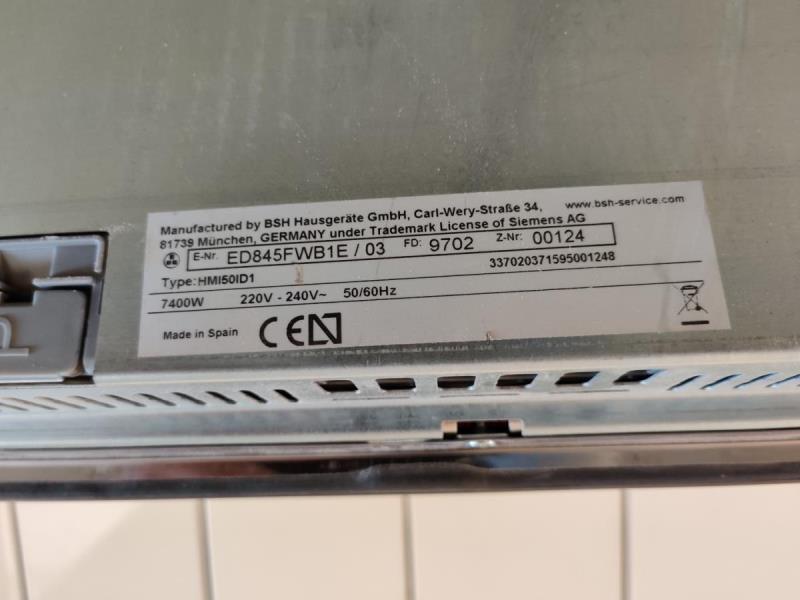 Manufactured by BSH Hausgeräte GmbH, Carl-Wery-Straße 34, www.bsh-service.com
81739 München, GERMANY under Trademark License of Siemens AG
E-Nr. ED845FWB1E / 03 FD: 9702 Z-Nr: 00124
Type: HMI50ID1 337020371595001248
7400W 220V - 240V~ 50/60Hz
Made in Spain CE N